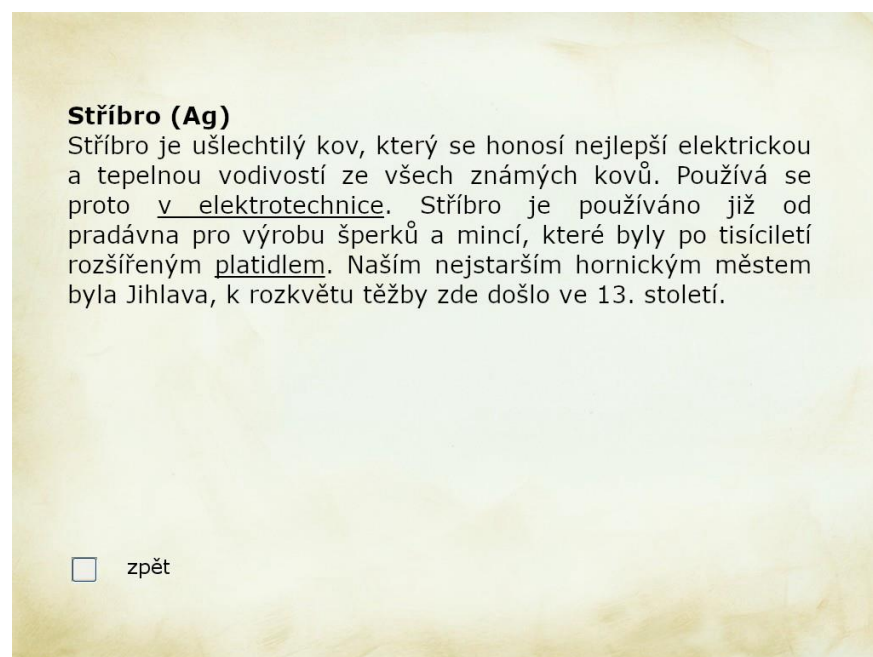 Stříbro (Ag)
Stříbro je ušlechtilý kov, který se honosí nejlepší elektrickou
a tepelnou vodivostí ze všech známých kovů. Používá se
proto v elektrotechnice. Stříbro je používáno již od
pradávna pro výrobu šperků a mincí, které byly po tisíciletí
rozšířeným platidlem. Naším nejstarším hornickým městem
byla Jihlava, k rozkvětu těžby zde došlo ve 13. století.
zpět